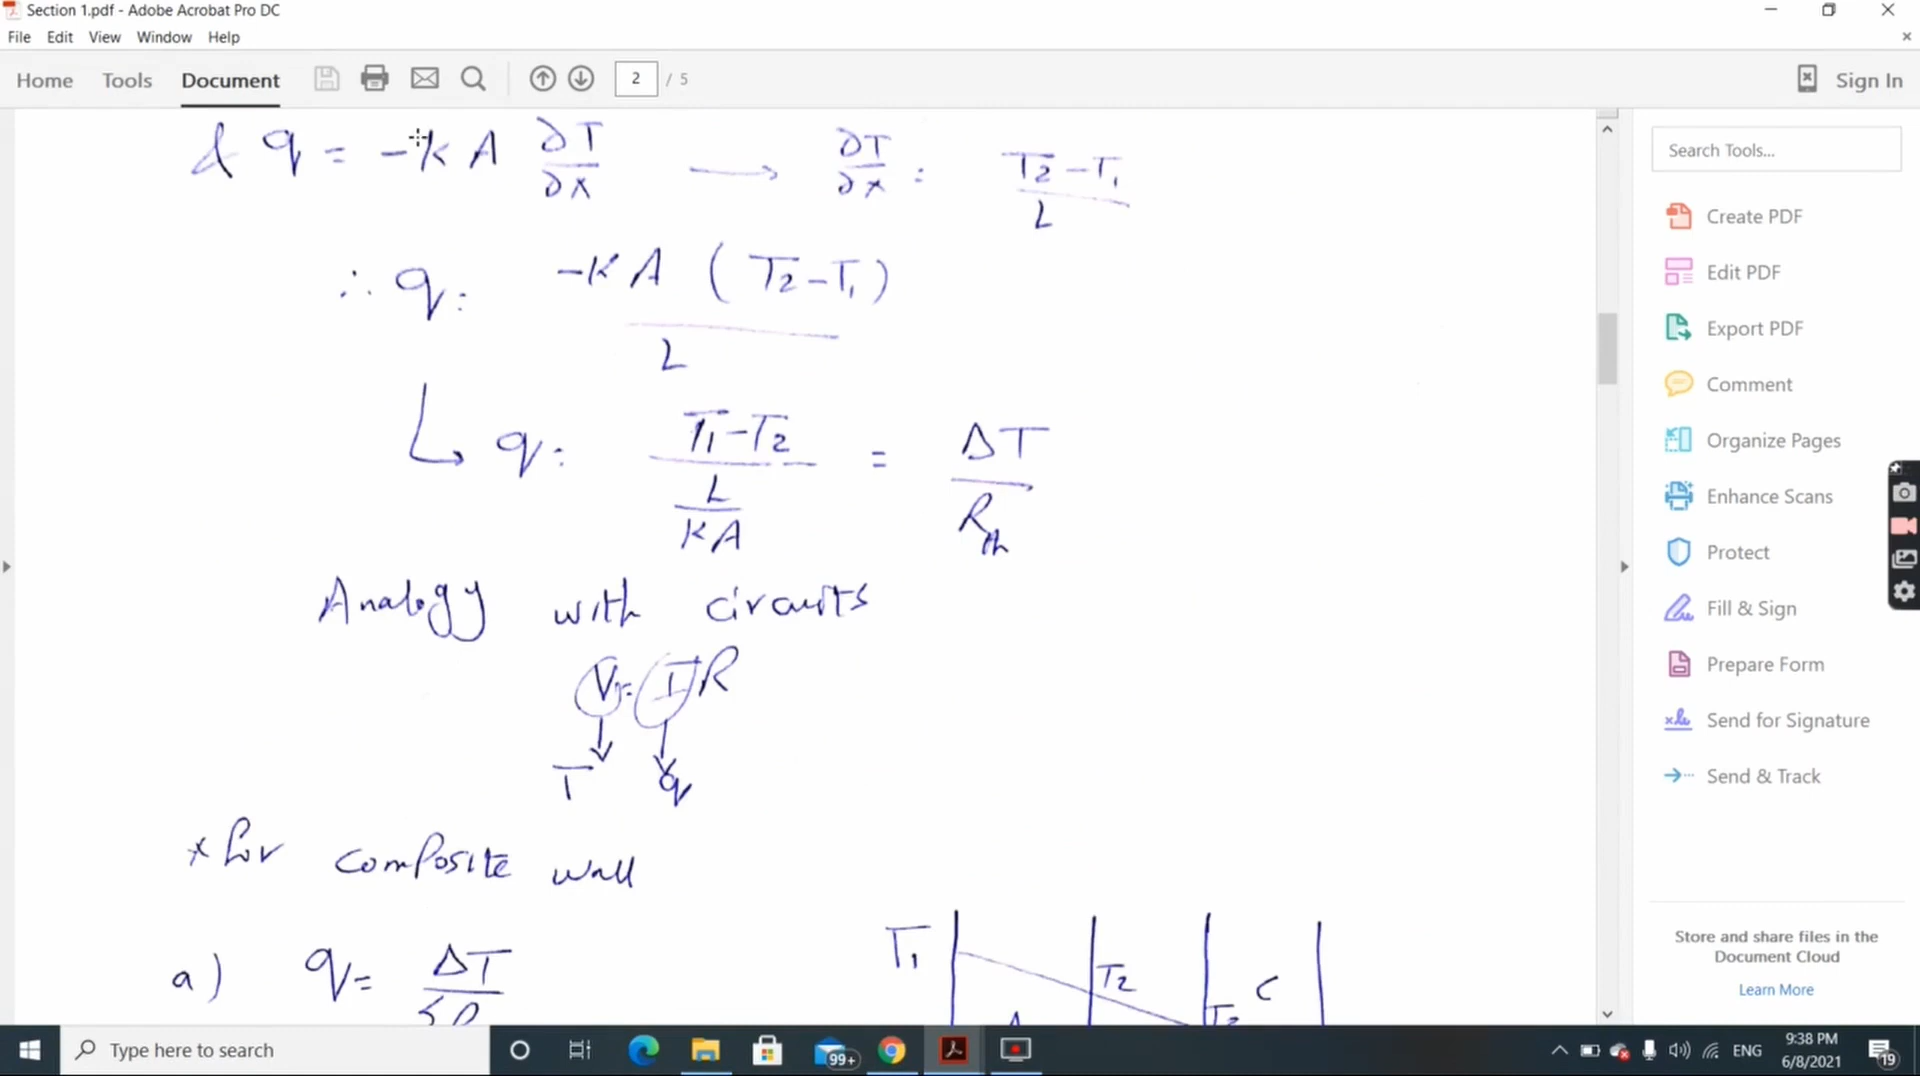 Section 1.pdf - Adobe Acrobat Pro DC
File Edit View Window Help
Home Tools Document 2 / 5 Sign In
& q = -KA ∂T/∂x → ∂T/∂x = (T2 - T1)/L
∴ q = -KA (T2 - T1)/L
q = (T1 - T2)/(L/KA) = ΔT/Rth
Analogy with circuits
V = IR
T q
* for composite wall
a) q = ΔT/ΣR
T1 T2 C
Search Tools...
Create PDF
Edit PDF
Export PDF
Comment
Organize Pages
Enhance Scans
Protect
Fill & Sign
Prepare Form
Send for Signature
Send & Track
Store and share files in the
Document Cloud
Learn More
Type here to search
99+
ENG
9:38 PM
6/8/2021
19